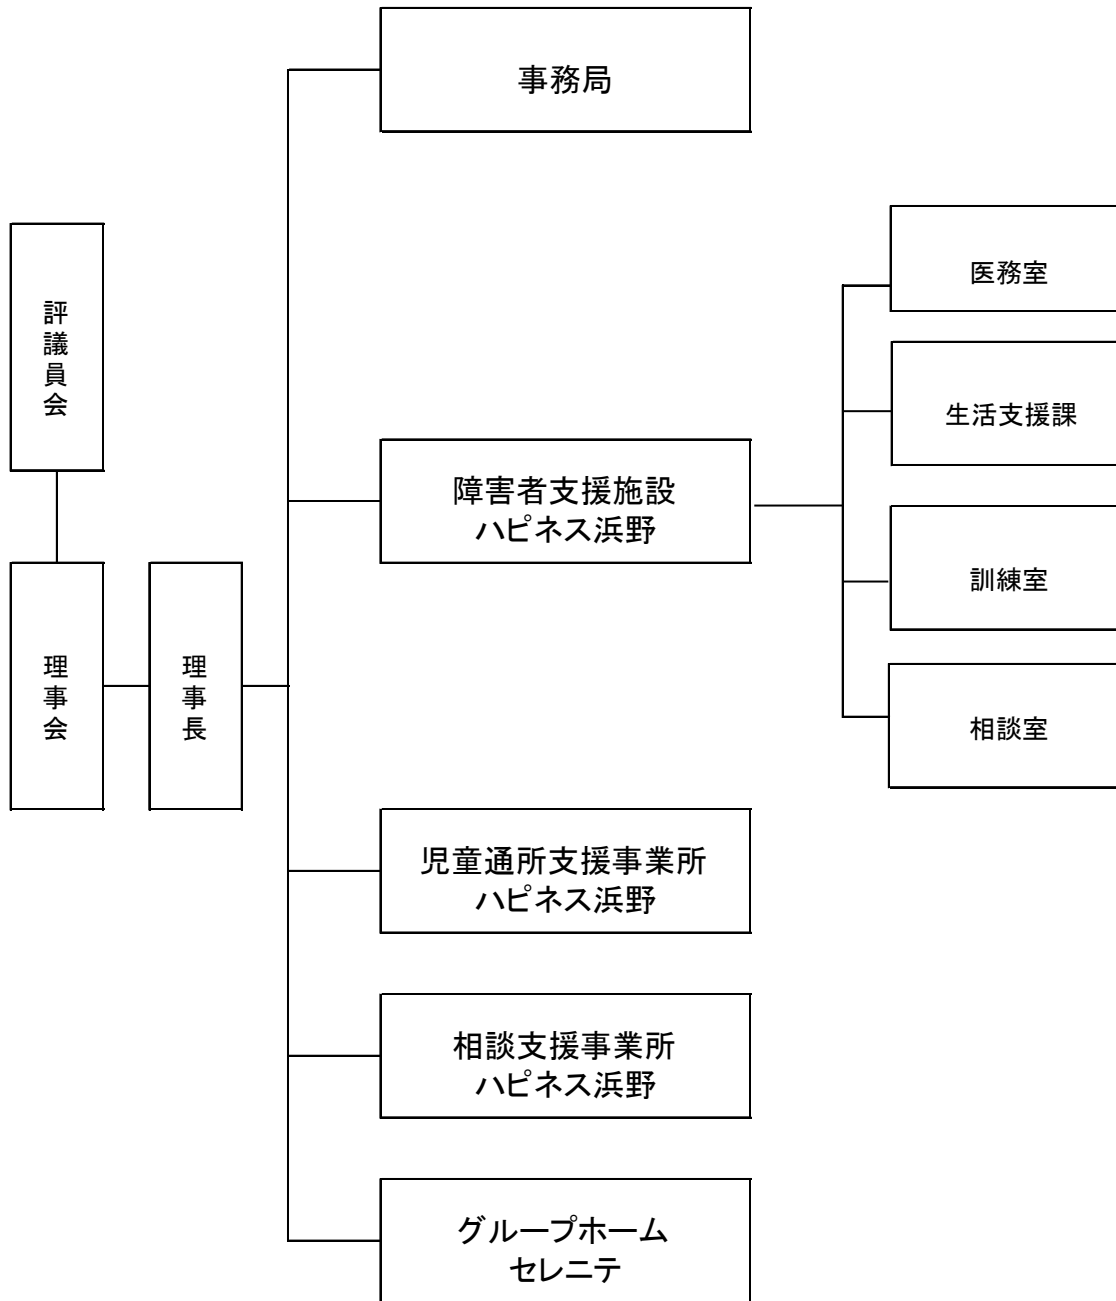 事務局
評議員会
理事会
理事長
障害者支援施設
ハピネス浜野
医務室
生活支援課
訓練室
相談室
児童通所支援事業所
ハピネス浜野
相談支援事業所
ハピネス浜野
グループホーム
セレニテ